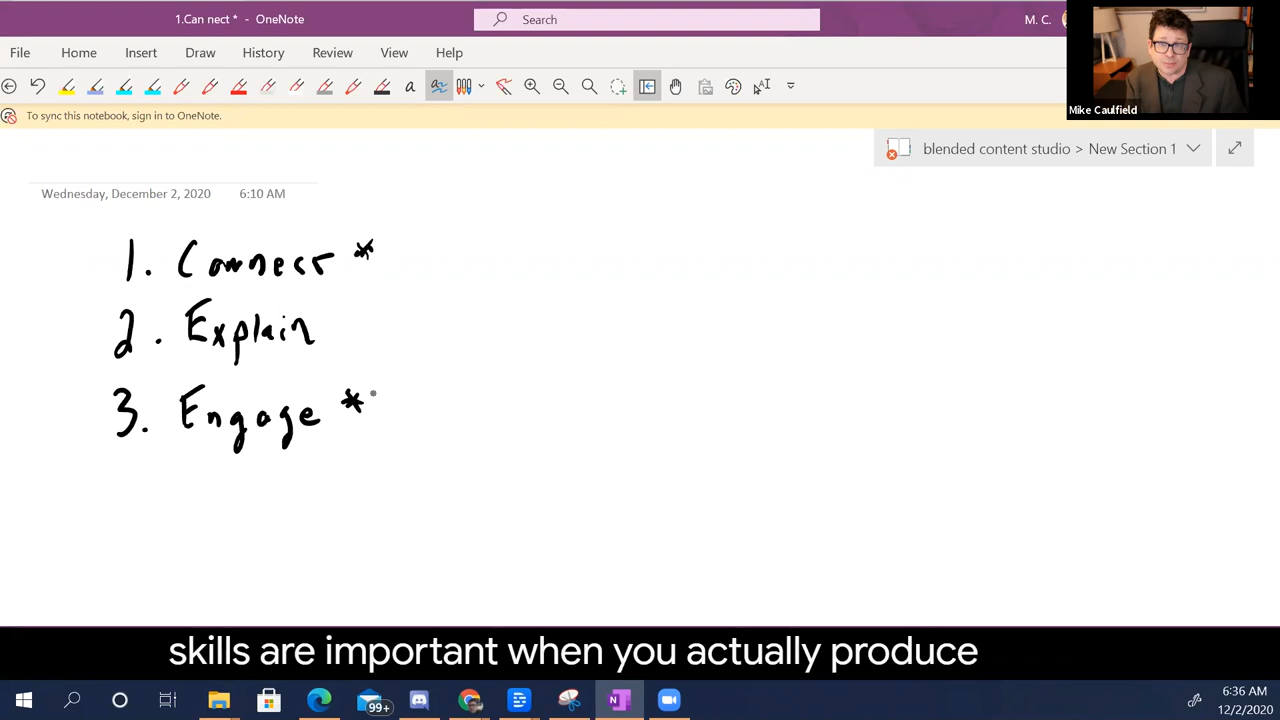 1.Can nect * - OneNote
Search
M. C.
File Home Insert Draw History Review View Help
To sync this notebook, sign in to OneNote.
Mike Caulfield
blended content studio > New Section 1
Wednesday, December 2, 2020 6:10 AM
1. Connect *
2. Explain
3. Engage *
skills are important when you actually produce
99+
6:36 AM
12/2/2020